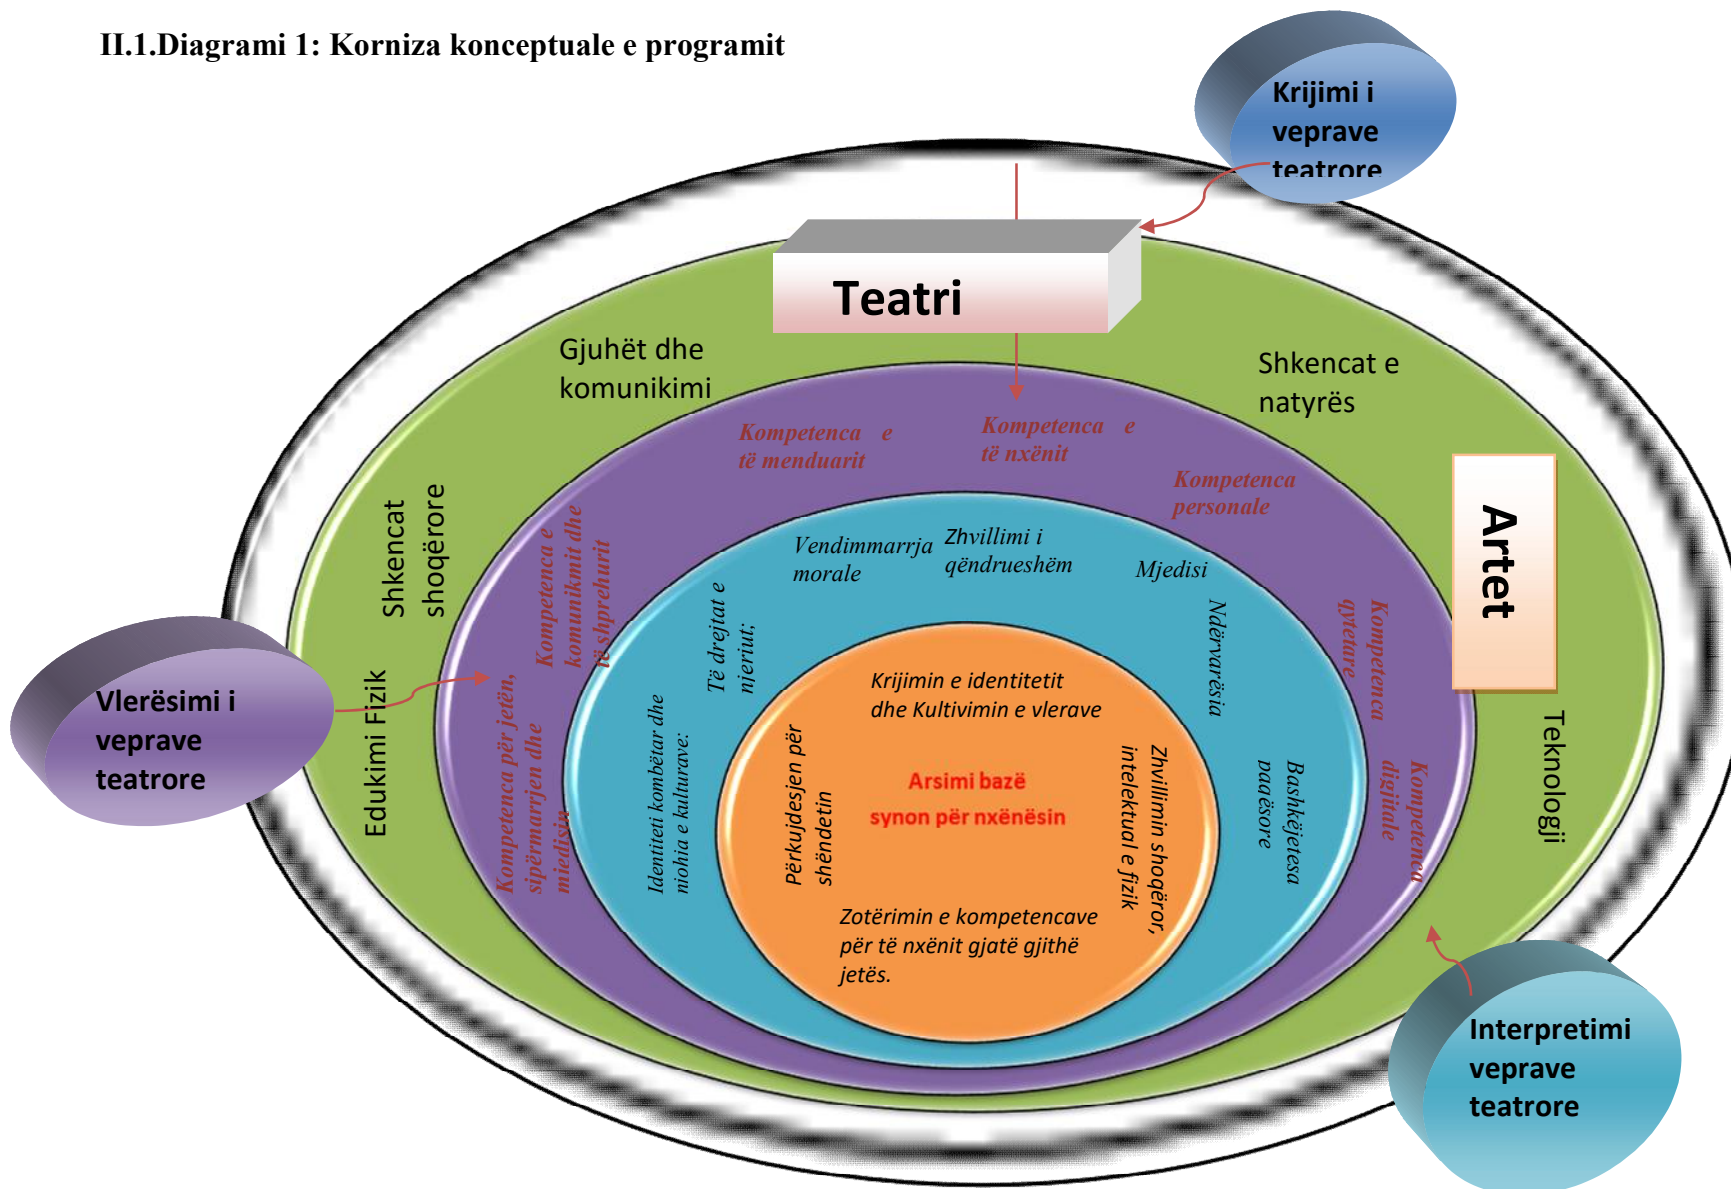 II.1.Diagrami 1: Korniza konceptuale e programit
Krijimi i
veprave
teatrore
Teatri
Gjuhët dhe
komunikimi
Shkencat e
natyrës
Kompetenca e
të menduarit
Kompetenca e
të nxënit
Kompetenca
personale
Artet
Shkencat
shoqërore
Kompetenca e
komunikmit dhe
të shprehurit
Vendimmarrja
morale
Zhvillimi i
qëndrueshëm
Mjedisi
Ndërvarësia
Kompetenca
qytetare
Të drejtat e
njeriut;
Vlerësimi i
veprave
teatrore
Edukimi Fizik
Kompetenca për jetën,
sipërmarrjen dhe
miedisin
Identiteti kombëtar dhe
niohia e kulturave:
Krijimin e identitetit
dhe Kultivimin e vlerave
Përkujdesjen për
shëndetin
Arsimi bazë
synon për nxënësin
Zhvillimin shoqëror,
intelektual e fizik
Bashkëjetesa
paqësore
Kompetenca
digjitale
Teknologji
Zotërimin e kompetencave
për të nxënit gjatë gjithë
jetës.
Interpretimi
veprave
teatrore